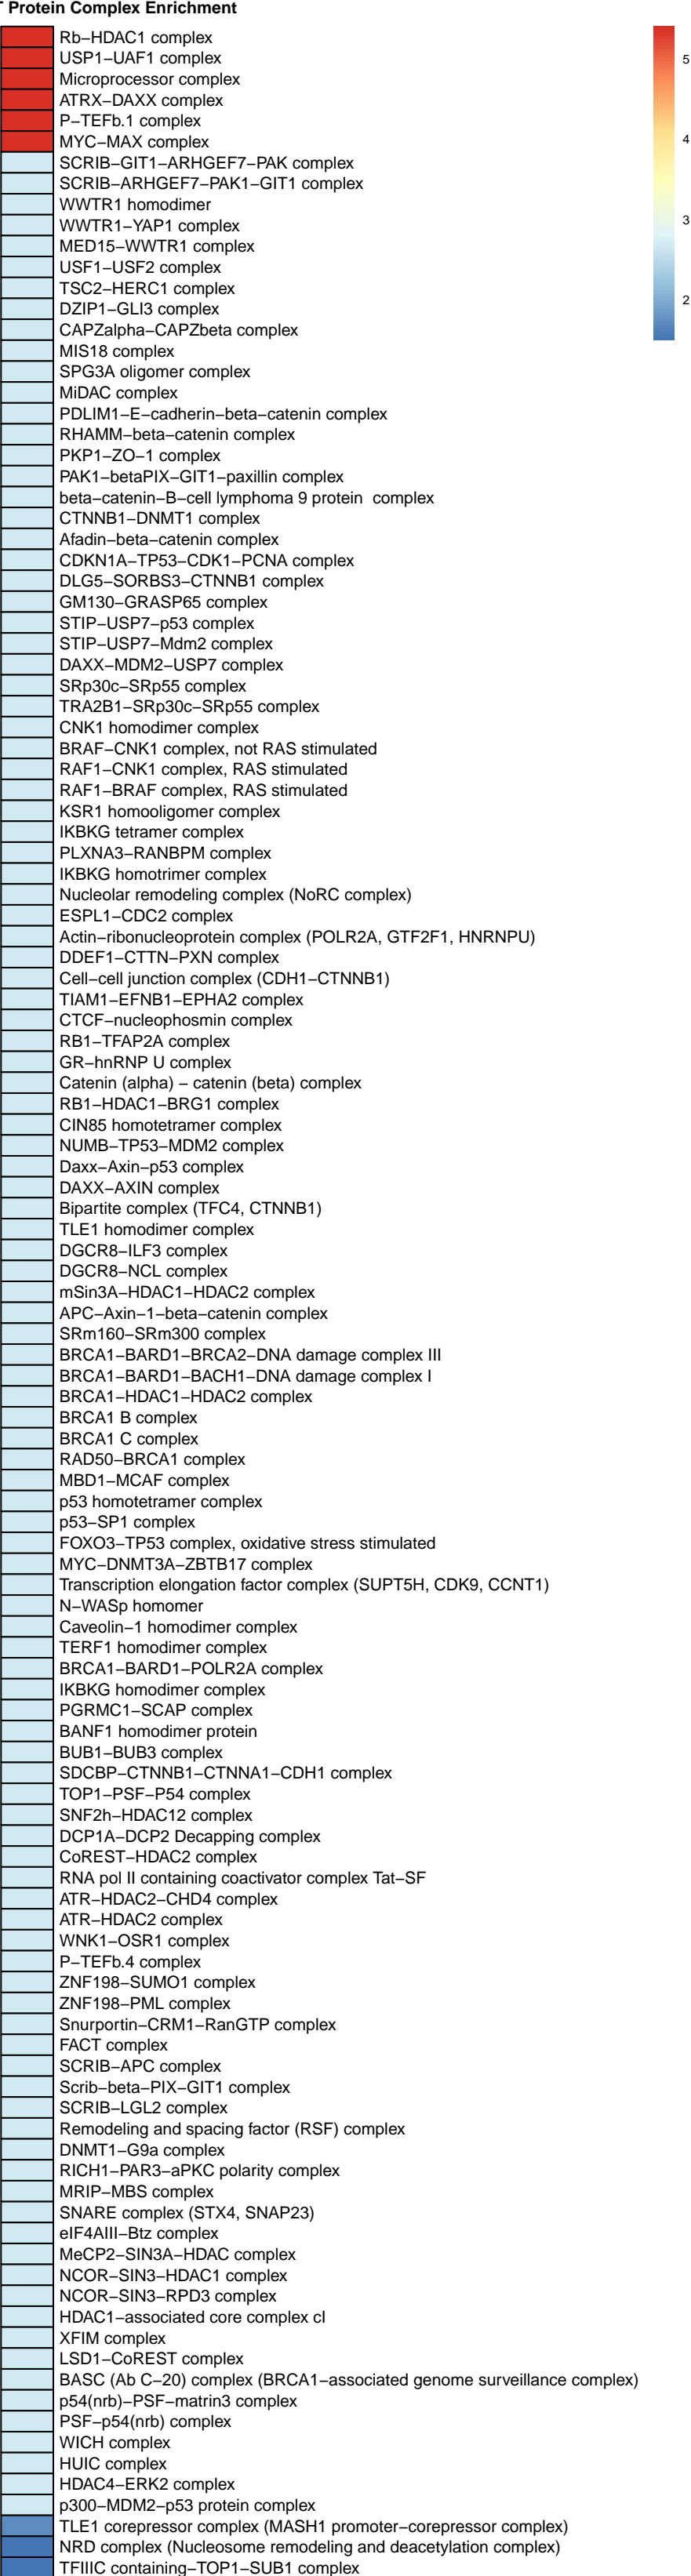 Protein Complex Enrichment
Rb−HDAC1 complex
USP1−UAF1 complex
Microprocessor complex
ATRX−DAXX complex
P−TEFb.1 complex
MYC−MAX complex
SCRIB−GIT1−ARHGEF7−PAK complex
SCRIB−ARHGEF7−PAK1−GIT1 complex
WWTR1 homodimer
WWTR1−YAP1 complex
MED15−WWTR1 complex
USF1−USF2 complex
TSC2−HERC1 complex
DZIP1−GLI3 complex
CAPZalpha−CAPZbeta complex
MIS18 complex
SPG3A oligomer complex
MiDAC complex
PDLIM1−E−cadherin−beta−catenin complex
RHAMM−beta−catenin complex
PKP1−ZO−1 complex
PAK1−betaPIX−GIT1−paxillin complex
beta−catenin−B−cell lymphoma 9 protein  complex
CTNNB1−DNMT1 complex
Afadin−beta−catenin complex
CDKN1A−TP53−CDK1−PCNA complex
DLG5−SORBS3−CTNNB1 complex
GM130−GRASP65 complex
STIP−USP7−p53 complex
STIP−USP7−Mdm2 complex
DAXX−MDM2−USP7 complex
SRp30c−SRp55 complex
TRA2B1−SRp30c−SRp55 complex
CNK1 homodimer complex
BRAF−CNK1 complex, not RAS stimulated
RAF1−CNK1 complex, RAS stimulated
RAF1−BRAF complex, RAS stimulated
KSR1 homooligomer complex
IKBKG tetramer complex
PLXNA3−RANBPM complex
IKBKG homotrimer complex
Nucleolar remodeling complex (NoRC complex)
ESPL1−CDC2 complex
Actin−ribonucleoprotein complex (POLR2A, GTF2F1, HNRNPU)
DDEF1−CTTN−PXN complex
Cell−cell junction complex (CDH1−CTNNB1)
TIAM1−EFNB1−EPHA2 complex
CTCF−nucleophosmin complex
RB1−TFAP2A complex
GR−hnRNP U complex
Catenin (alpha) − catenin (beta) complex
RB1−HDAC1−BRG1 complex
CIN85 homotetramer complex
NUMB−TP53−MDM2 complex
Daxx−Axin−p53 complex
DAXX−AXIN complex
Bipartite complex (TFC4, CTNNB1)
TLE1 homodimer complex
DGCR8−ILF3 complex
DGCR8−NCL complex
mSin3A−HDAC1−HDAC2 complex
APC−Axin−1−beta−catenin complex
SRm160−SRm300 complex
BRCA1−BARD1−BRCA2−DNA damage complex III
BRCA1−BARD1−BACH1−DNA damage complex I
BRCA1−HDAC1−HDAC2 complex
BRCA1 B complex
BRCA1 C complex
RAD50−BRCA1 complex
MBD1−MCAF complex
p53 homotetramer complex
p53−SP1 complex
FOXO3−TP53 complex, oxidative stress stimulated
MYC−DNMT3A−ZBTB17 complex
Transcription elongation factor complex (SUPT5H, CDK9, CCNT1)
N−WASp homomer
Caveolin−1 homodimer complex
TERF1 homodimer complex
BRCA1−BARD1−POLR2A complex
IKBKG homodimer complex
PGRMC1−SCAP complex
BANF1 homodimer protein
BUB1−BUB3 complex
SDCBP−CTNNB1−CTNNA1−CDH1 complex
TOP1−PSF−P54 complex
SNF2h−HDAC12 complex
DCP1A−DCP2 Decapping complex
CoREST−HDAC2 complex
RNA pol II containing coactivator complex Tat−SF
ATR−HDAC2−CHD4 complex
ATR−HDAC2 complex
WNK1−OSR1 complex
P−TEFb.4 complex
ZNF198−SUMO1 complex
ZNF198−PML complex
Snurportin−CRM1−RanGTP complex
FACT complex
SCRIB−APC complex
Scrib−beta−PIX−GIT1 complex
SCRIB−LGL2 complex
Remodeling and spacing factor (RSF) complex
DNMT1−G9a complex
RICH1−PAR3−aPKC polarity complex
MRIP−MBS complex
SNARE complex (STX4, SNAP23)
eIF4AIII−Btz complex
MeCP2−SIN3A−HDAC complex
NCOR−SIN3−HDAC1 complex
NCOR−SIN3−RPD3 complex
HDAC1−associated core complex cI
XFIM complex
LSD1−CoREST complex
BASC (Ab C−20) complex (BRCA1−associated genome surveillance complex)
p54(nrb)−PSF−matrin3 complex
PSF−p54(nrb) complex
WICH complex
HUIC complex
HDAC4−ERK2 complex
p300−MDM2−p53 protein complex
TLE1 corepressor complex (MASH1 promoter−corepressor complex)
NRD complex (Nucleosome remodeling and deacetylation complex)
TFIIIC containing−TOP1−SUB1 complex
5
4
3
2